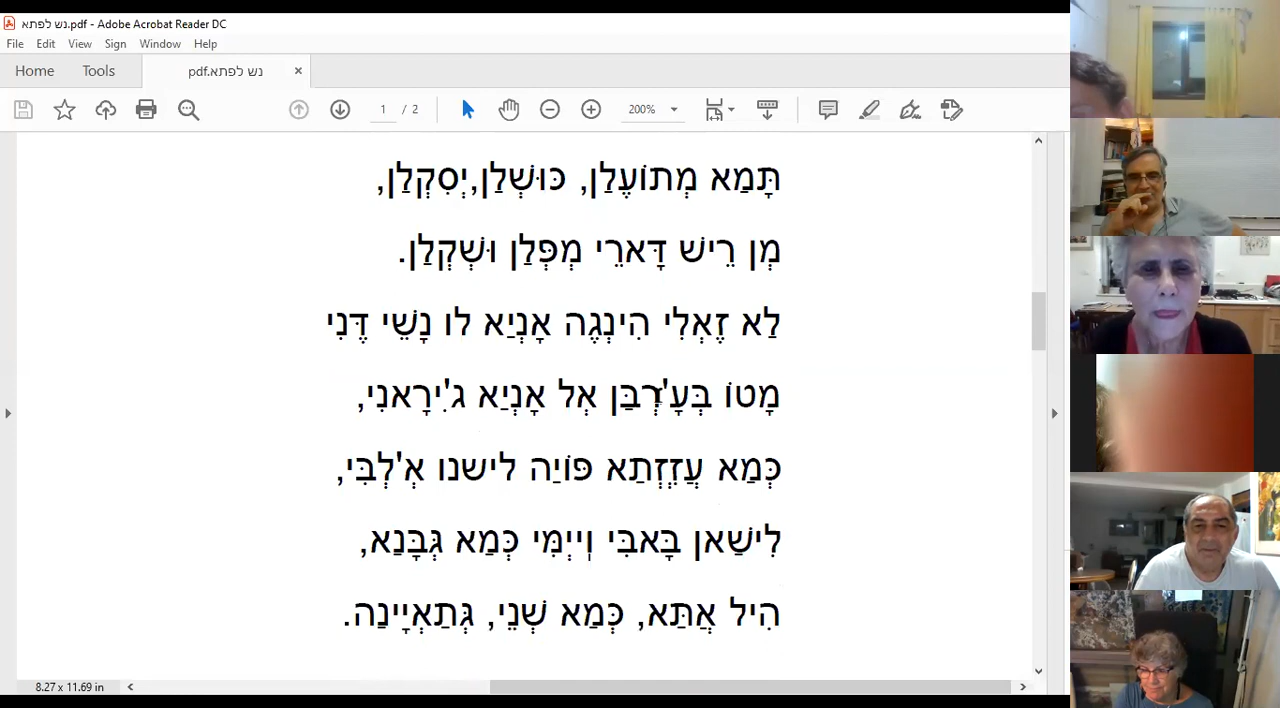 נש לפתא.pdf - Adobe Acrobat Reader DC
File Edit View Sign Window Help
Home Tools נש לפתא.pdf ×
1 / 2 200%
תָּמַא מְתוֹעֶלַן, כּוּשְׁלַן,יְסִקְלַן,
מְן רֵישׁ דָּארֵי מְפְּלַן וּשְׁקְלַן.
לַא זֶאְלִי הִינְגֶה אָנְיַא לו נָשֵׁי דֶּנִי
מָטוֹ בְּעָ'רְבַּן אְל אָנְיַא ג'ִירָאנִי,
כְּמַא עֲזֶזְתַא פּוֹיַה לישנו אְ'לְבִּי,
לִישַׁאן בָּאבִּי וְייְמִּי כְּמַא גְּבָּנַא,
הִיל אֲתַּא, כְּמַא שְׁנֵי, גְּתַאְיָינַה.
8.27 x 11.69 in